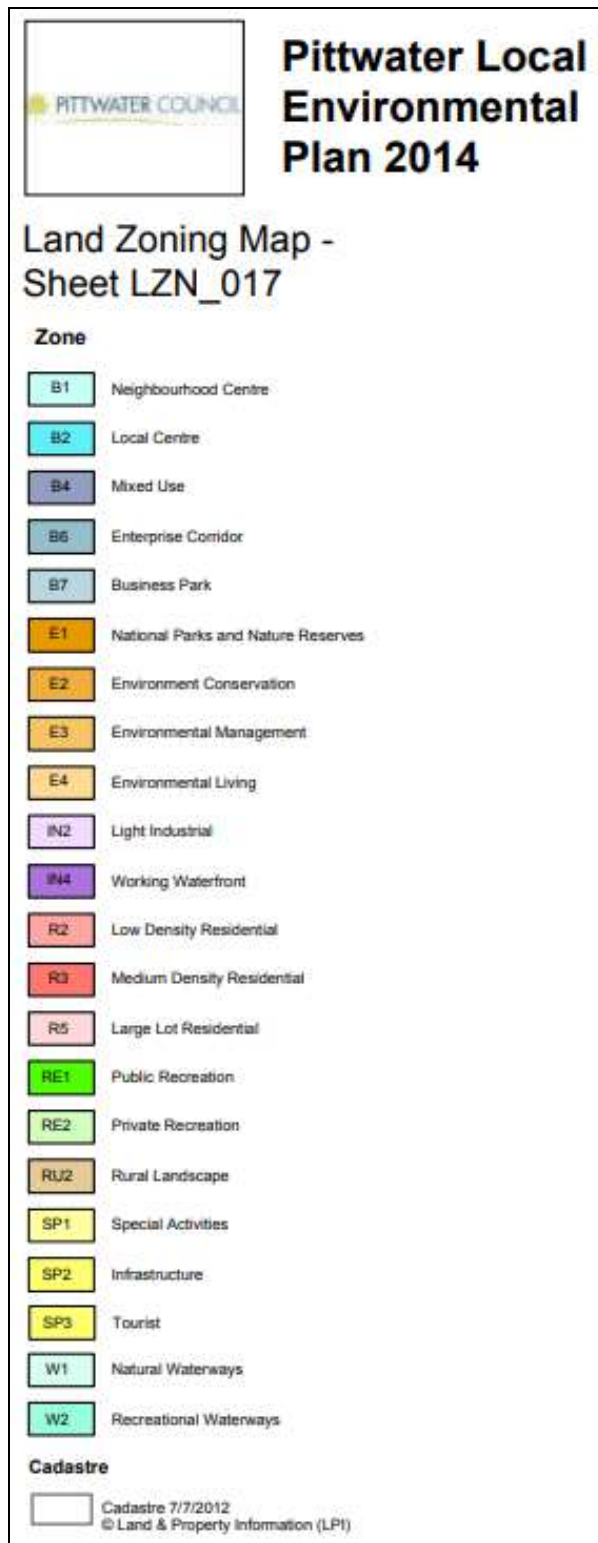 PITTWATER COUNCIL
Pittwater Local
Environmental
Plan 2014
Land Zoning Map -
Sheet LZN_017
Zone
B1 Neighbourhood Centre
B2 Local Centre
B4 Mixed Use
B6 Enterprise Corridor
B7 Business Park
E1 National Parks and Nature Reserves
E2 Environment Conservation
E3 Environmental Management
E4 Environmental Living
IN2 Light Industrial
IN4 Working Waterfront
R2 Low Density Residential
R3 Medium Density Residential
R5 Large Lot Residential
RE1 Public Recreation
RE2 Private Recreation
RU2 Rural Landscape
SP1 Special Activities
SP2 Infrastructure
SP3 Tourist
W1 Natural Waterways
W2 Recreational Waterways
Cadastre
Cadastre 7/7/2012
© Land & Property Information (LPI)